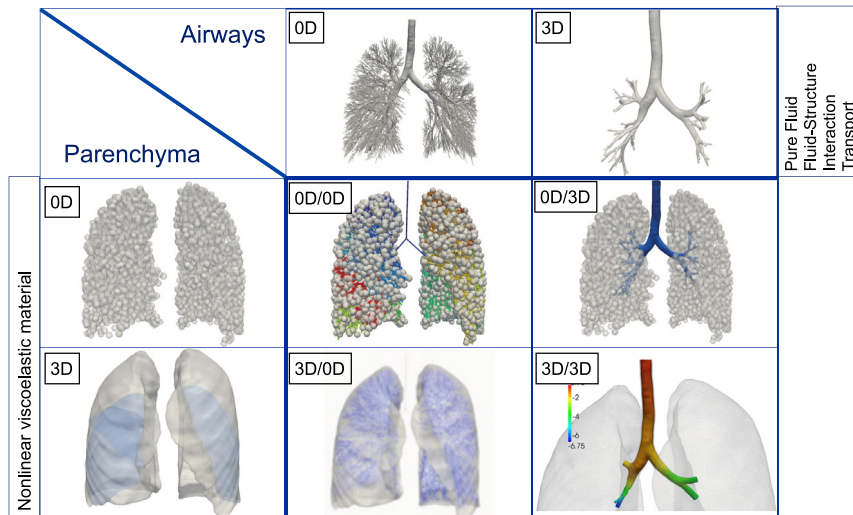 Airways
Parenchyma
0D
3D
Pure Fluid
Fluid-Structure
Interaction
Transport
Nonlinear viscoelastic material
0D
0D/0D
0D/3D
3D
3D/0D
3D/3D
-2
-4
-6
-6.75